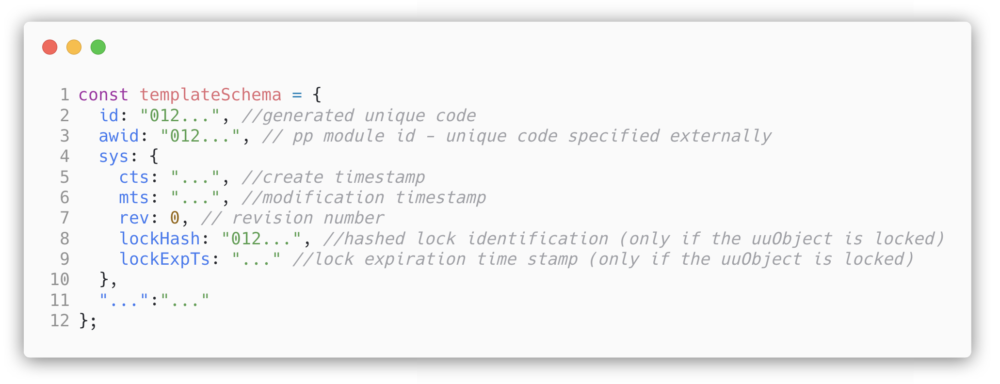 1 const templateSchema = {
2   id: "012...", //generated unique code
3   awid: "012...", // pp module id - unique code specified externally
4   sys: {
5     cts: "...", //create timestamp
6     mts: "...", //modification timestamp
7     rev: 0, // revision number
8     lockHash: "012...", //hashed lock identification (only if the uuObject is locked)
9     lockExpTs: "..." //lock expiration time stamp (only if the uuObject is locked)
10   },
11   "...":"..."
12 };